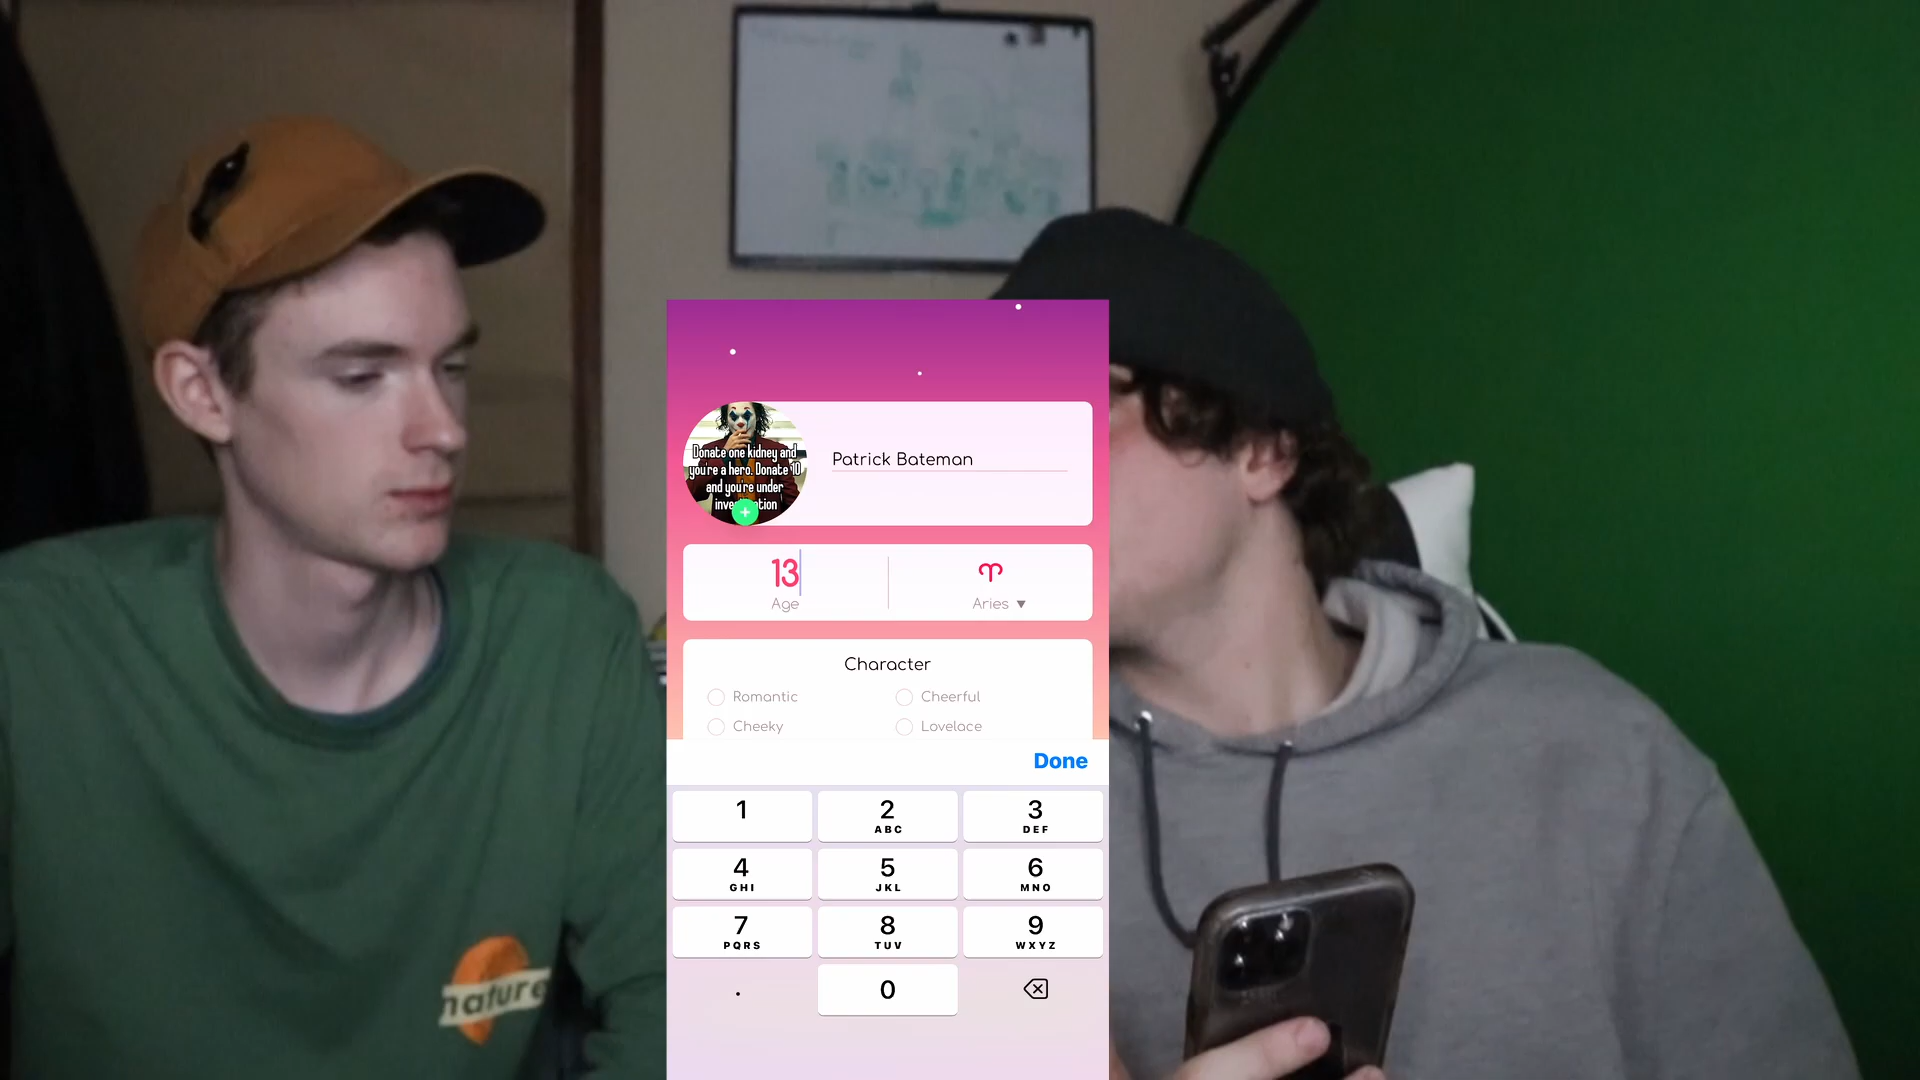 Donate one kidney and
you're a hero. Donate 10
and you're under
Patrick Bateman
13
Age
Aries ▼
Character
Romantic
Cheerful
Cheeky
Lovelace
Done
1
2
ABC
3
DEF
4
GHI
5
JKL
6
MNO
7
PQRS
8
TUV
9
WXYZ
.
0
nature